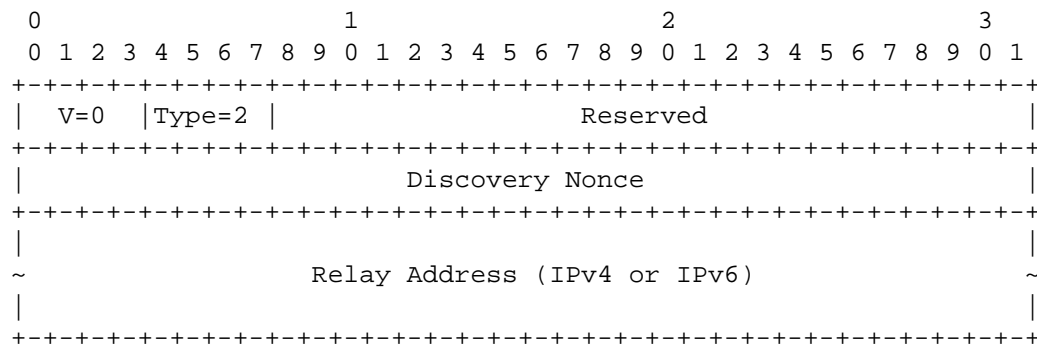 0                   1                   2                   3
 0 1 2 3 4 5 6 7 8 9 0 1 2 3 4 5 6 7 8 9 0 1 2 3 4 5 6 7 8 9 0 1
+-+-+-+-+-+-+-+-+-+-+-+-+-+-+-+-+-+-+-+-+-+-+-+-+-+-+-+-+-+-+-+-+
|  V=0  |Type=2 |                   Reserved                    |
+-+-+-+-+-+-+-+-+-+-+-+-+-+-+-+-+-+-+-+-+-+-+-+-+-+-+-+-+-+-+-+-+
|                        Discovery Nonce                        |
+-+-+-+-+-+-+-+-+-+-+-+-+-+-+-+-+-+-+-+-+-+-+-+-+-+-+-+-+-+-+-+-+
|                                                               |
~                  Relay Address (IPv4 or IPv6)                 ~
|                                                               |
+-+-+-+-+-+-+-+-+-+-+-+-+-+-+-+-+-+-+-+-+-+-+-+-+-+-+-+-+-+-+-+-+